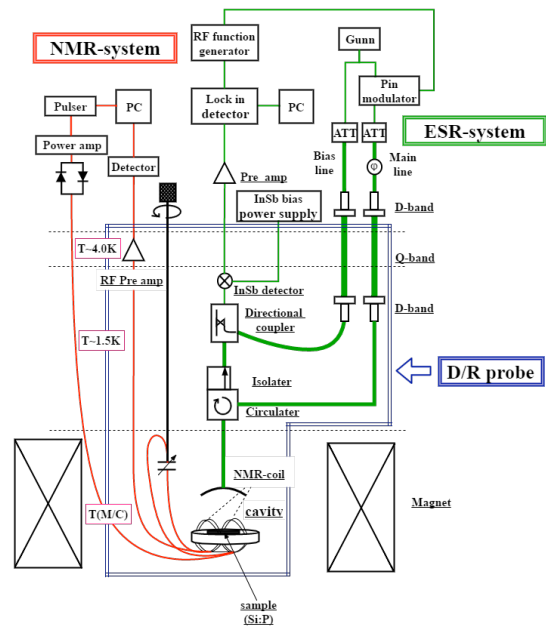 NMR-system
RF function
generator
Gunn
Pin
modulator
Pulser
PC
Lock in
detector
PC
ATT
ATT
ESR-system
Power amp
Detector
Bias
line
Main
line
φ
Pre amp
InSb bias
power supply
D-band
T~4.0K
Q-band
RF Pre amp
InSb detector
D-band
Directional
coupler
T~1.5K
Isolater
D/R probe
Circulater
NMR-coil
Magnet
cavity
T(M/C)
sample
(Si:P)